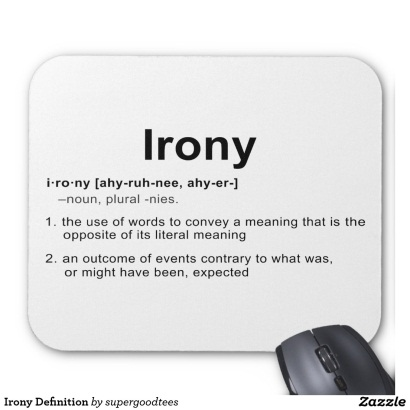 Irony
i·ro·ny [ahy-ruh-nee, ahy-er-]
–noun, plural -nies.
1. the use of words to convey a meaning that is the
opposite of its literal meaning
2. an outcome of events contrary to what was,
or might have been, expected
Irony Definition by supergoodtees
Zazzle